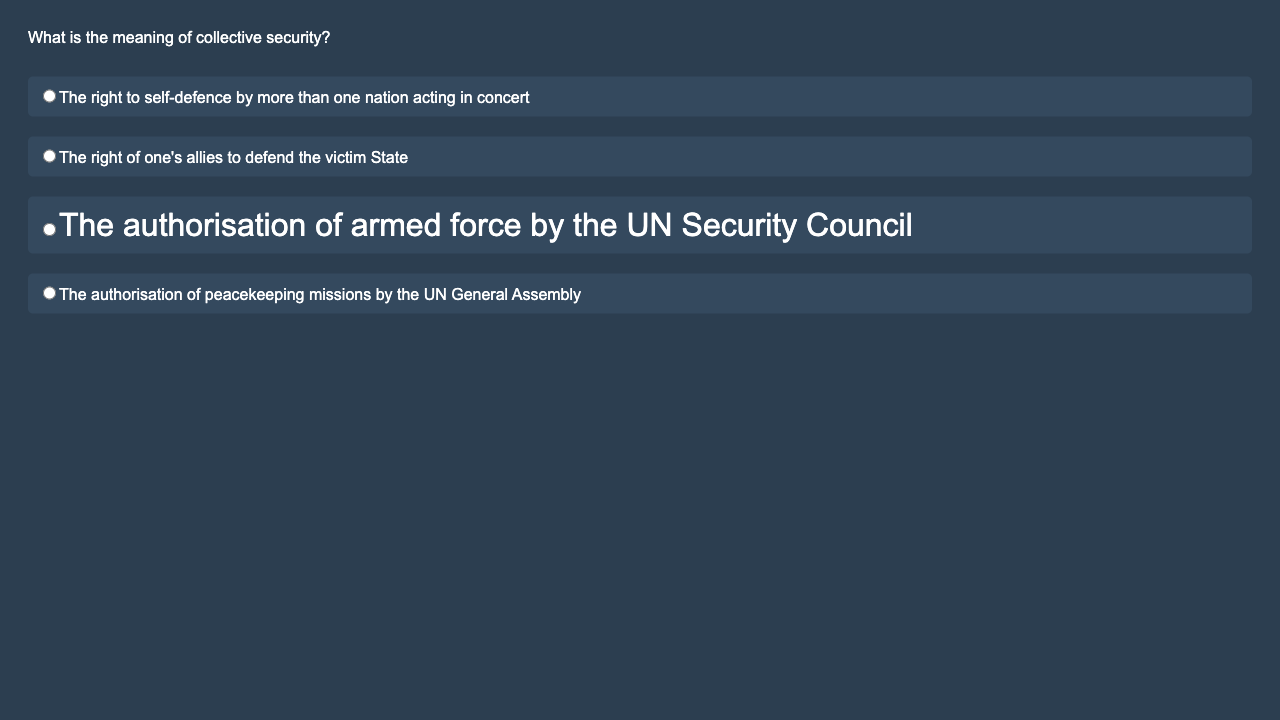 What is the meaning of collective security?
The right to self-defence by more than one nation acting in concert
The right of one's allies to defend the victim State
The authorisation of armed force by the UN Security Council
The authorisation of peacekeeping missions by the UN General Assembly